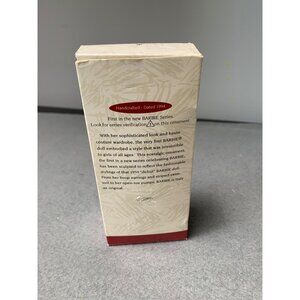 Handcrafted · Dated 1994
First in the new BARBIE Series.
Look for series verification on this ornament
With her sophisticated look and haute
couture wardrobe, the very first BARBIE®
doll embodied a style that was irresistible
to girls of all ages. This nostalgic ornament,
the first in a new series celebrating BARBIE,
has been sculpted to reflect the fashionable
stylings of that 1959 "debut" BARBIE doll.
From her hoop earrings and striped swim-
suit to her open-toe pumps, BARBIE is truly
an original.